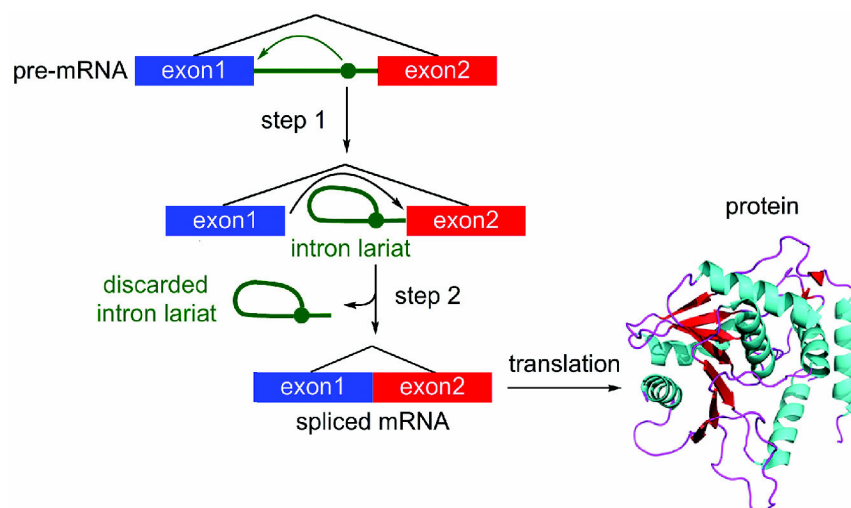 pre-mRNA
exon1
exon2
step 1
exon1
exon2
intron lariat
discarded
intron lariat
step 2
exon1
exon2
spliced mRNA
translation
protein